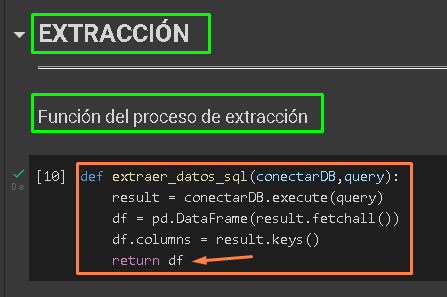 EXTRACCIÓN
Función del proceso de extracción
[10] def extraer_datos_sql(conectarDB,query):
result = conectarDB.execute(query)
df = pd.DataFrame(result.fetchall())
df.columns = result.keys()
return df
0s